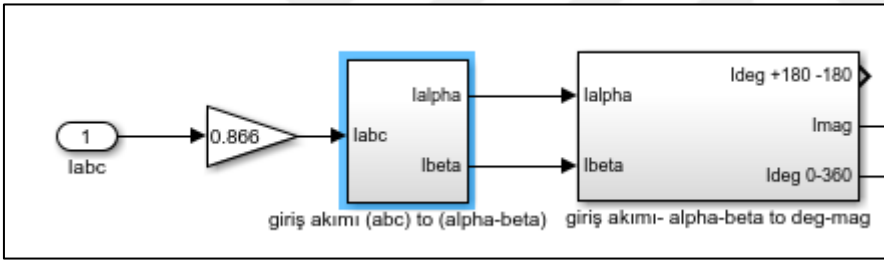 1
Iabc
0.866
Iabc
Ialpha
Ibeta
giriş akımı (abc) to (alpha-beta)
Ialpha
Ibeta
Ideg +180 -180
Imag
Ideg 0-360
giriş akımı- alpha-beta to deg-mag